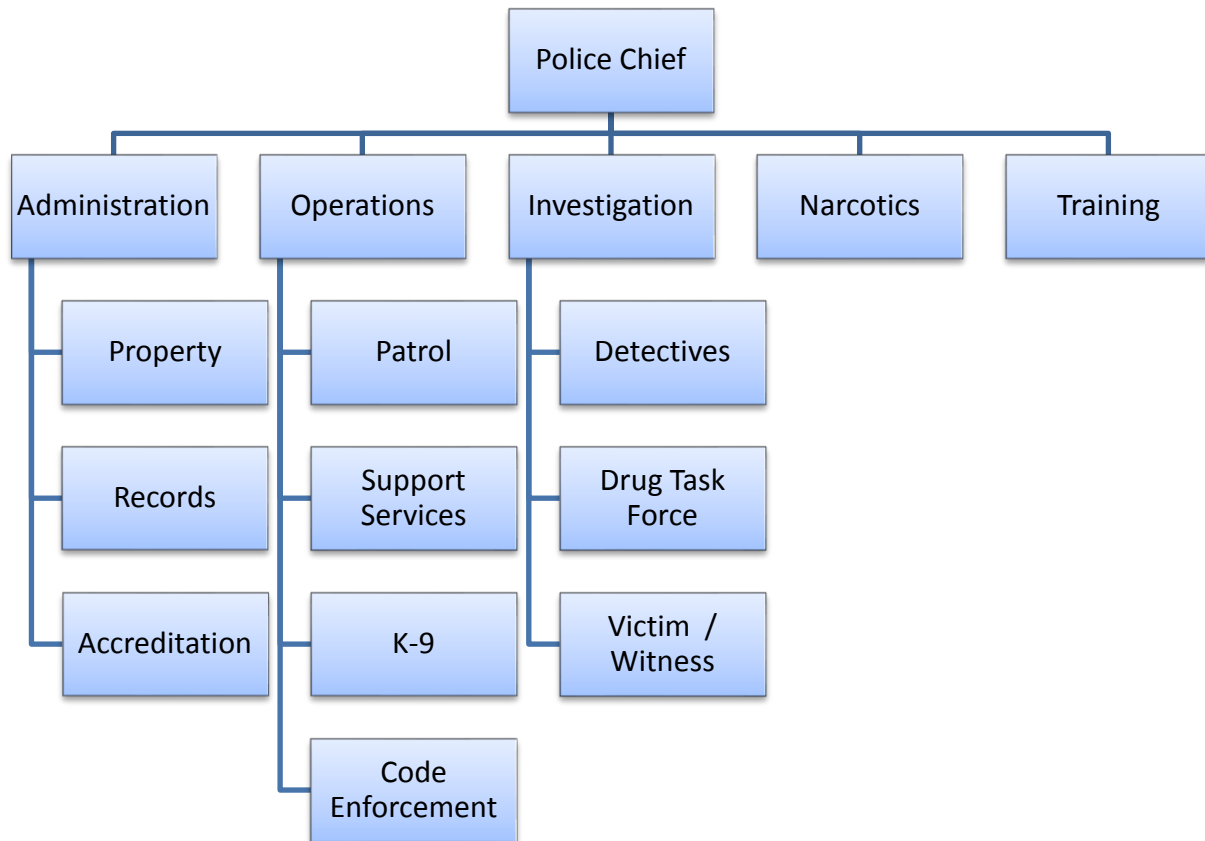 Police Chief
Administration
Operations
Investigation
Narcotics
Training
Property
Patrol
Detectives
Records
Support
Services
Drug Task
Force
Accreditation
K-9
Victim  /
Witness
Code
Enforcement